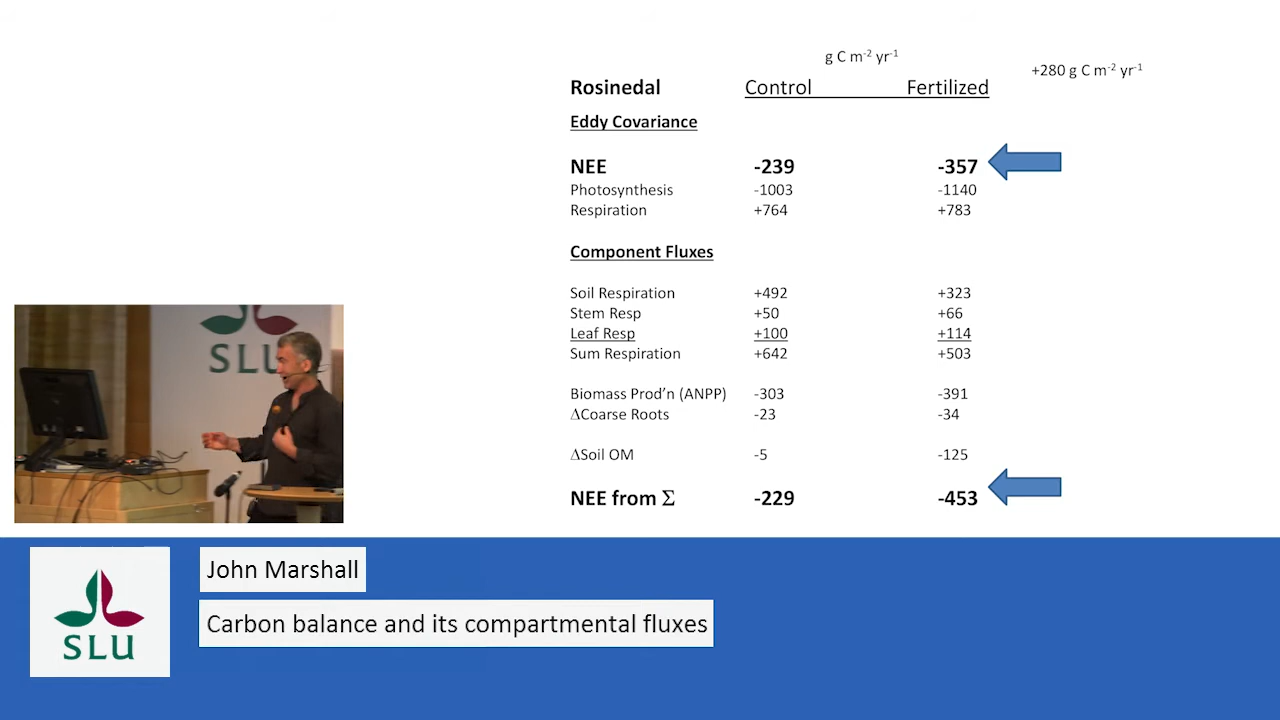 g C m-2 yr-1
+280 g C m-2 yr-1
Rosinedal Control Fertilized
Eddy Covariance
NEE -239 -357
Photosynthesis -1003 -1140
Respiration +764 +783
Component Fluxes
Soil Respiration +492 +323
Stem Resp +50 +66
Leaf Resp +100 +114
Sum Respiration +642 +503
Biomass Prod’n (ANPP) -303 -391
ΔCoarse Roots -23 -34
ΔSoil OM -5 -125
NEE from Σ -229 -453
SLU
SLU
John Marshall
Carbon balance and its compartmental fluxes